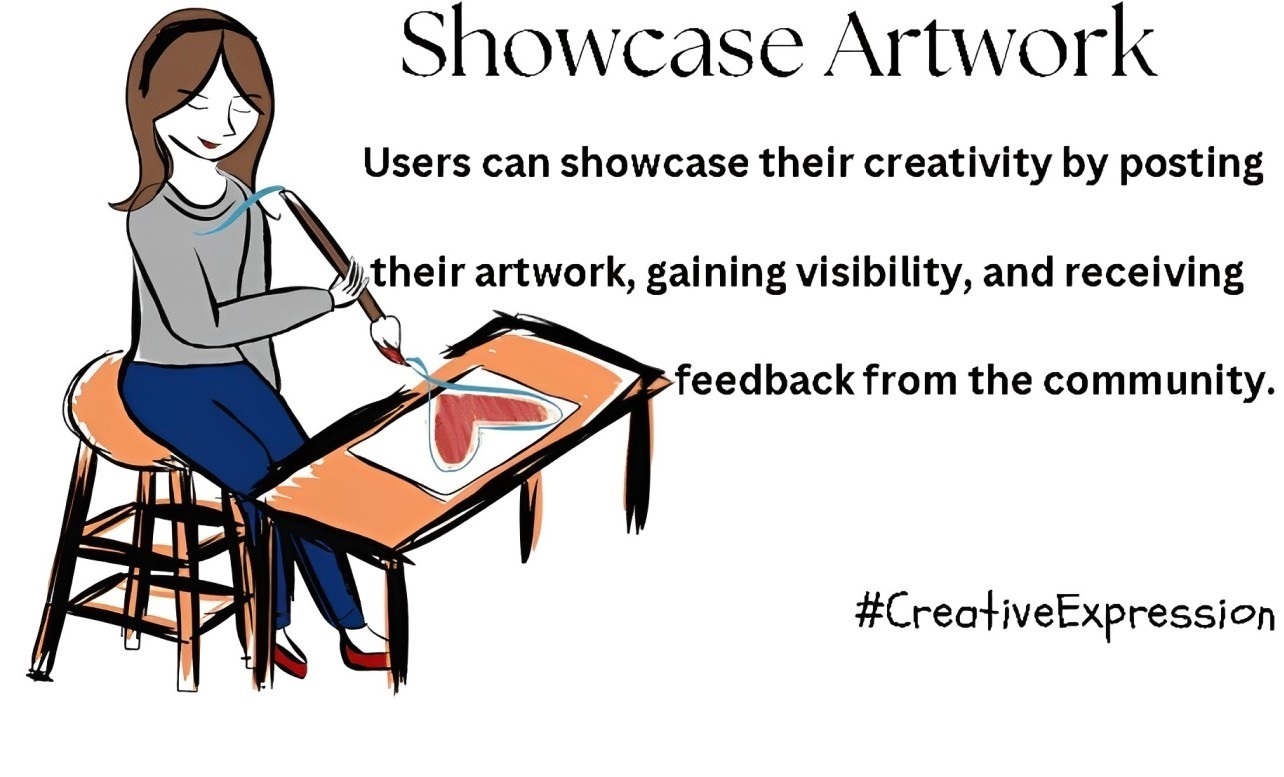 Showcase Artwork
Users can showcase their creativity by posting
their artwork, gaining visibility, and receiving
feedback from the community.
#CreativeExpression